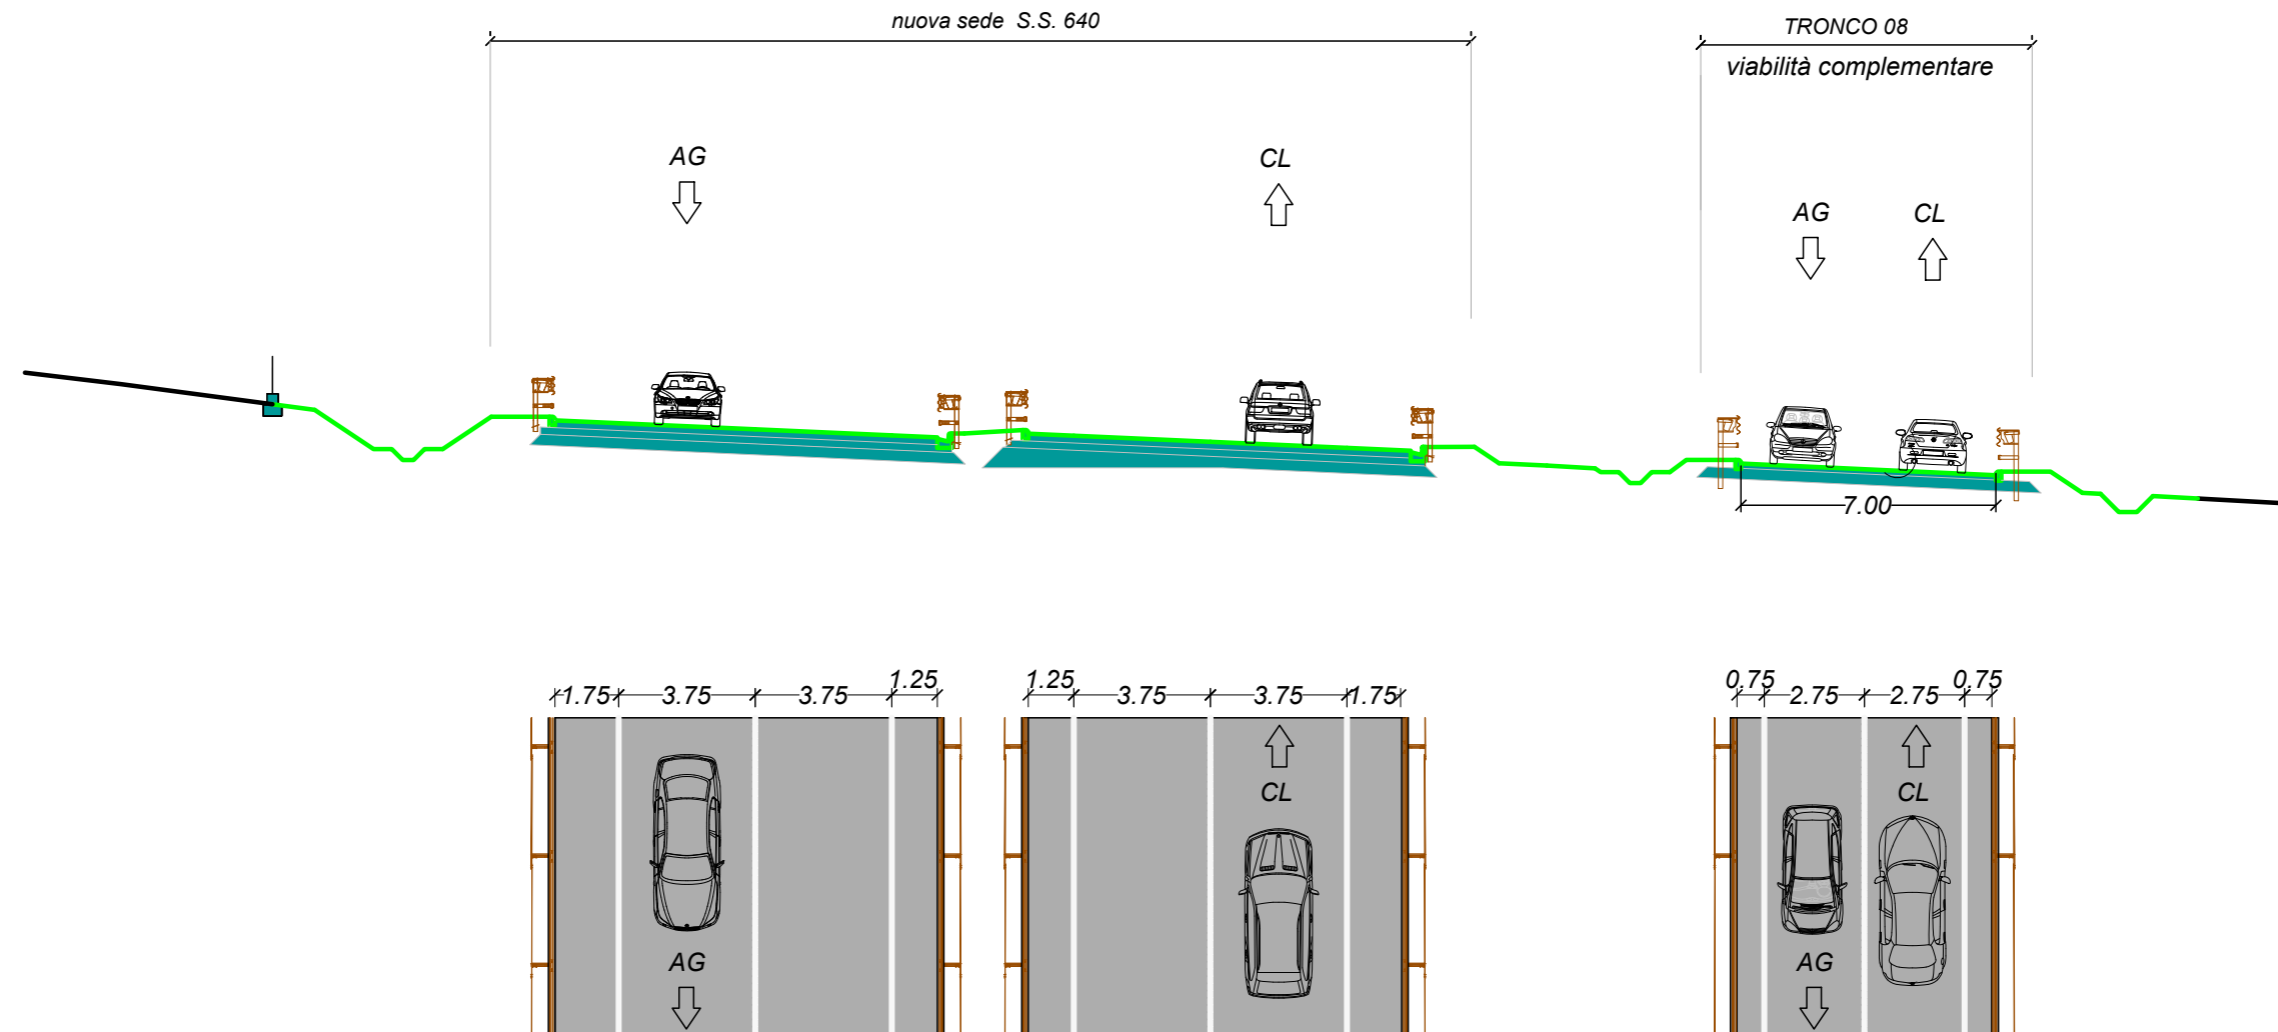 nuova sede S.S. 640
TRONCO 08
viabilità complementare
AG
CL
AG
CL
7.00
1.75 3.75 3.75 1.25
1.25 3.75 3.75 1.75
0.75 2.75 2.75 0.75
CL
CL
AG
AG